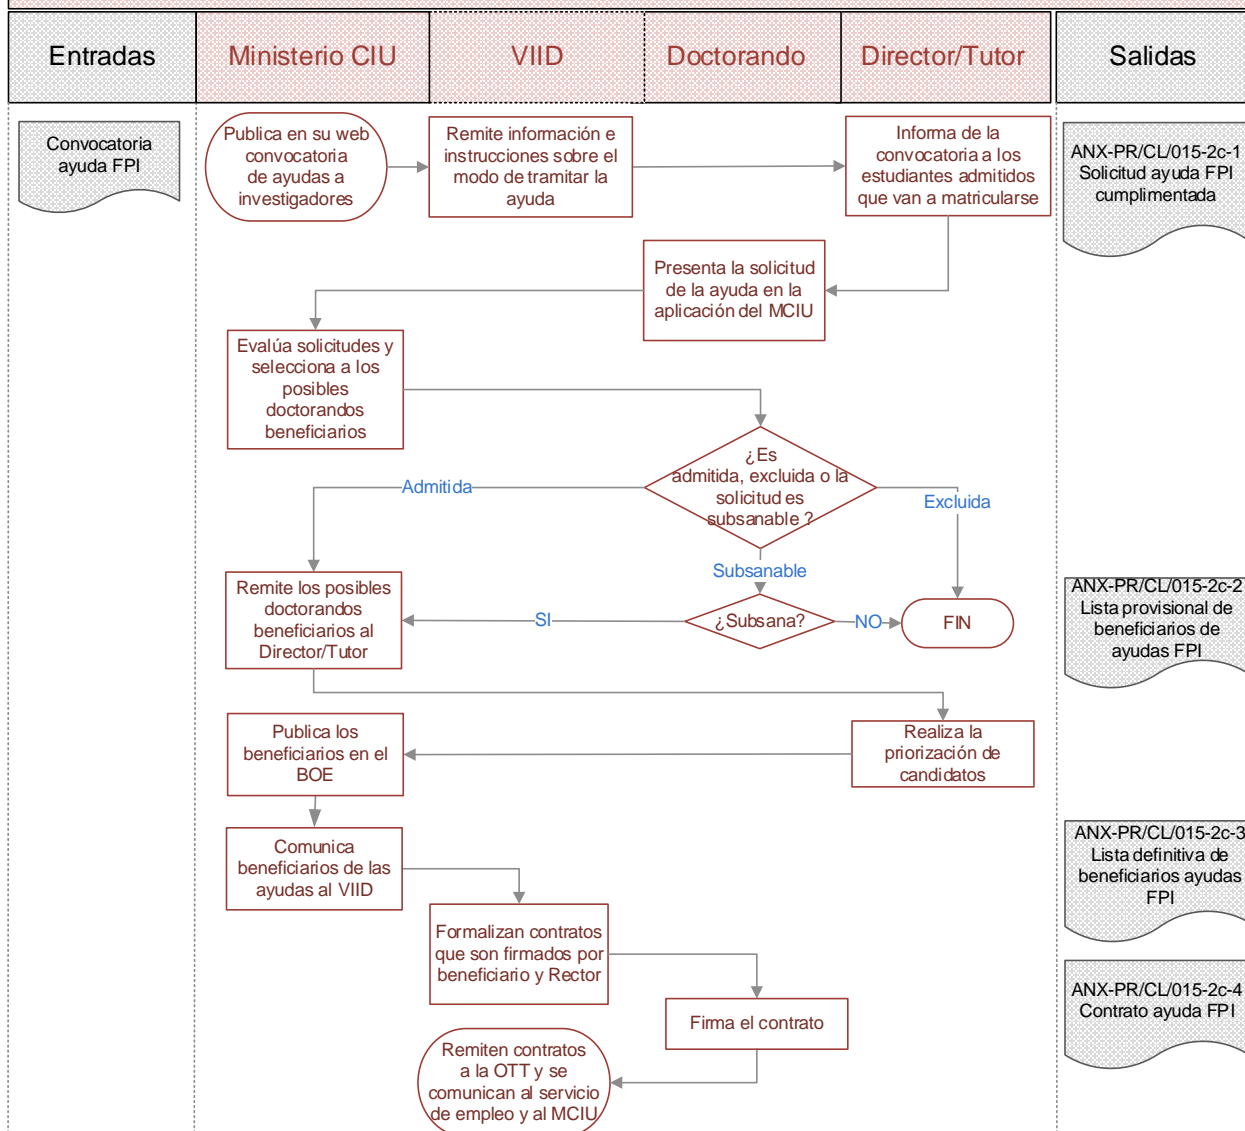 Entradas
Ministerio CIU
VIID
Doctorando
Director/Tutor
Salidas
Convocatoria
ayuda FPI
Publica en su web
convocatoria
de ayudas a
investigadores
Remite información e
instrucciones sobre el
modo de tramitar la
ayuda
Informa de la
convocatoria a los
estudiantes admitidos
que van a matricularse
ANX-PR/CL/015-2c-1
Solicitud ayuda FPI
cumplimentada
Presenta la solicitud
de la ayuda en la
aplicación del MCIU
Evalúa solicitudes y
selecciona a los
posibles
doctorandos
beneficiarios
¿Es
admitida, excluida o la
solicitud es
subsanable ?
Admitida
Excluida
Subsanable
Remite los posibles
doctorandos
beneficiarios al
Director/Tutor
SI
¿Subsana?
NO
FIN
ANX-PR/CL/015-2c-2
Lista provisional de
beneficiarios de
ayudas FPI
Publica los
beneficiarios en el
BOE
Realiza la
priorización de
candidatos
Comunica
beneficiarios de las
ayudas al VIID
ANX-PR/CL/015-2c-3
Lista definitiva de
beneficiarios ayudas
FPI
Formalizan contratos
que son firmados por
beneficiario y Rector
Firma el contrato
ANX-PR/CL/015-2c-4
Contrato ayuda FPI
Remiten contratos
a la OTT y se
comunican al servicio
de empleo y al MCIU